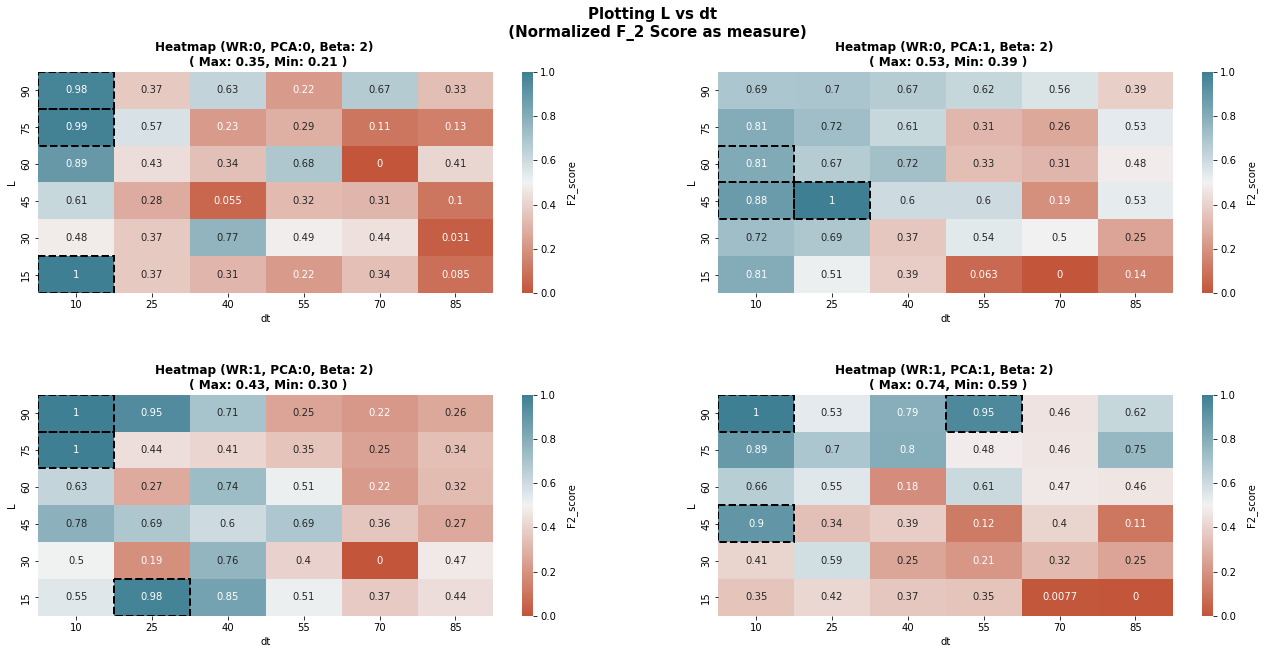 Plotting L vs dt
(Normalized F_2 Score as measure)
Heatmap (WR:0, PCA:0, Beta: 2)
( Max: 0.35, Min: 0.21 )
L
90 0.98 0.37 0.63 0.22 0.67 0.33
75 0.99 0.57 0.23 0.29 0.11 0.13
60 0.89 0.43 0.34 0.68 0 0.41
45 0.61 0.28 0.055 0.32 0.31 0.1
30 0.48 0.37 0.77 0.49 0.44 0.031
15 1 0.37 0.31 0.22 0.34 0.085
10 25 40 55 70 85
dt
1.0
0.8
0.6
0.4
0.2
0.0
F2_score
Heatmap (WR:0, PCA:1, Beta: 2)
( Max: 0.53, Min: 0.39 )
L
90 0.69 0.7 0.67 0.62 0.56 0.39
75 0.81 0.72 0.61 0.31 0.26 0.53
60 0.81 0.67 0.72 0.33 0.31 0.48
45 0.88 1 0.6 0.6 0.19 0.53
30 0.72 0.69 0.37 0.54 0.5 0.25
15 0.81 0.51 0.39 0.063 0 0.14
10 25 40 55 70 85
dt
1.0
0.8
0.6
0.4
0.2
0.0
F2_score
Heatmap (WR:1, PCA:0, Beta: 2)
( Max: 0.43, Min: 0.30 )
L
90 1 0.95 0.71 0.25 0.22 0.26
75 1 0.44 0.41 0.35 0.25 0.34
60 0.63 0.27 0.74 0.51 0.22 0.32
45 0.78 0.69 0.6 0.69 0.36 0.27
30 0.5 0.19 0.76 0.4 0 0.47
15 0.55 0.98 0.85 0.51 0.37 0.44
10 25 40 55 70 85
dt
1.0
0.8
0.6
0.4
0.2
0.0
F2_score
Heatmap (WR:1, PCA:1, Beta: 2)
( Max: 0.74, Min: 0.59 )
L
90 1 0.53 0.79 0.95 0.46 0.62
75 0.89 0.7 0.8 0.48 0.46 0.75
60 0.66 0.55 0.18 0.61 0.47 0.46
45 0.9 0.34 0.39 0.12 0.4 0.11
30 0.41 0.59 0.25 0.21 0.32 0.25
15 0.35 0.42 0.37 0.35 0.0077 0
10 25 40 55 70 85
dt
1.0
0.8
0.6
0.4
0.2
0.0
F2_score